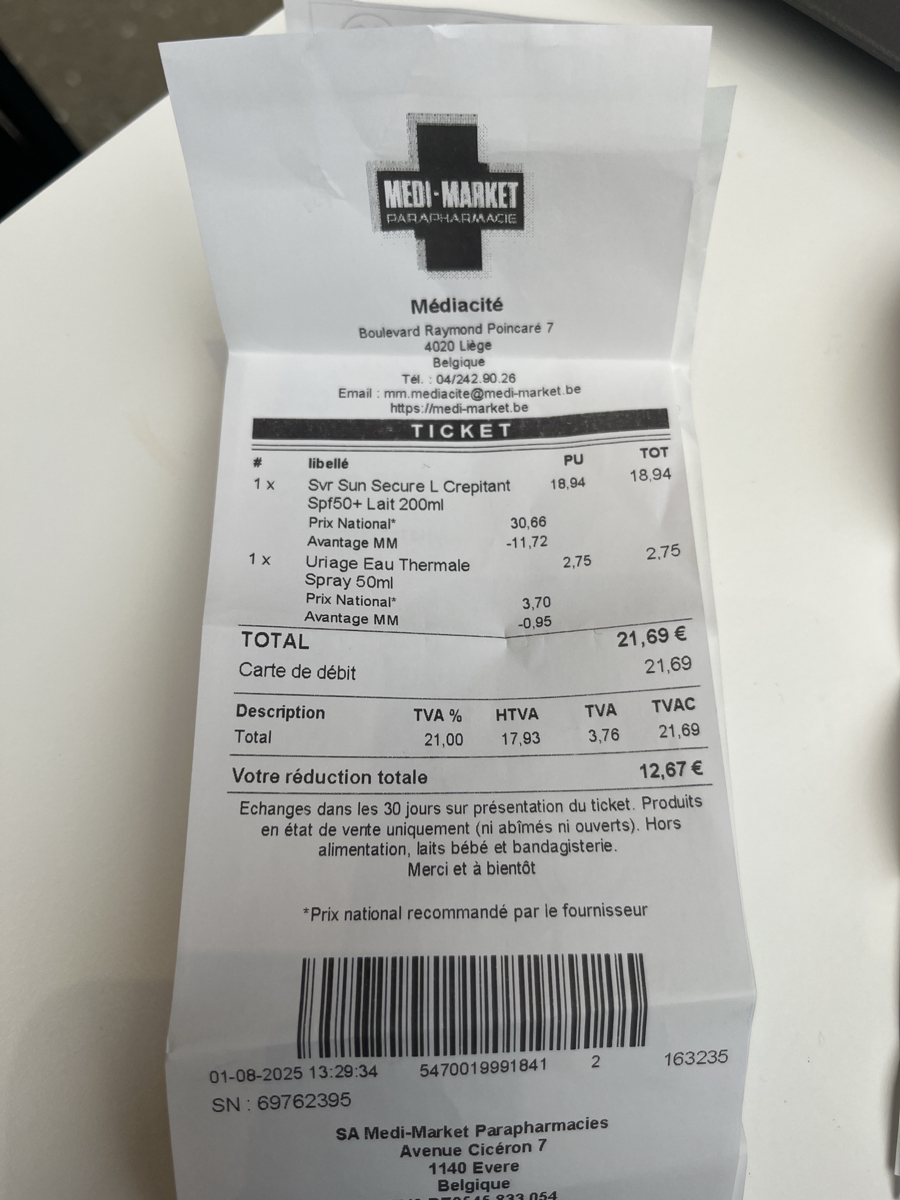 MEDI-MARKET
PARAPHARMACIE
Médiacité
Boulevard Raymond Poincaré 7
4020 Liège
Belgique
Tél. : 04/242.90.26
Email : mm.mediacite@medi-market.be
https://medi-market.be
TICKET
# libellé PU TOT
1 x Svr Sun Secure L Crepitant 18,94 18,94
Spf50+ Lait 200ml
Prix National* 30,66
Avantage MM -11,72
1 x Uriage Eau Thermale 2,75 2,75
Spray 50ml
Prix National* 3,70
Avantage MM -0,95
TOTAL 21,69 €
Carte de débit 21,69
Description TVA % HTVA TVA TVAC
Total 21,00 17,93 3,76 21,69
Votre réduction totale 12,67 €
Echanges dans les 30 jours sur présentation du ticket. Produits
en état de vente uniquement (ni abîmés ni ouverts). Hors
alimentation, laits bébé et bandagisterie.
Merci et à bientôt
*Prix national recommandé par le fournisseur
01-08-2025 13:29:34 5470019991841 2 163235
SN : 69762395
SA Medi-Market Parapharmacies
Avenue Cicéron 7
1140 Evere
Belgique
833.054